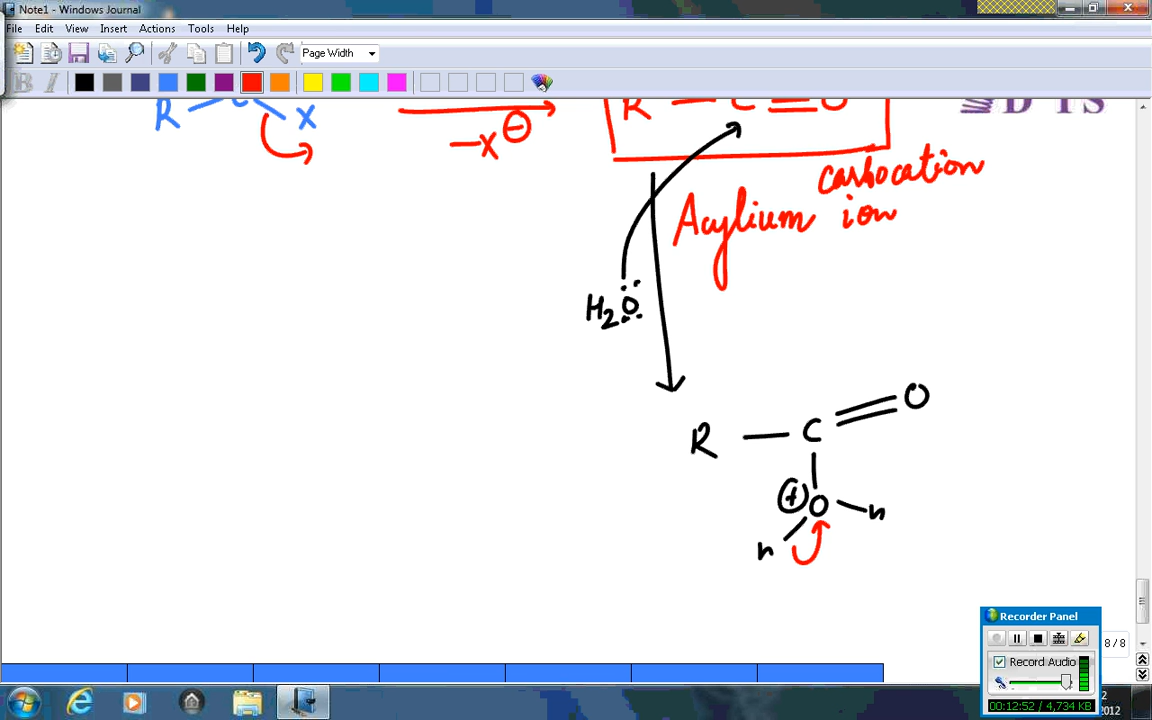 Note1 - Windows Journal
File Edit View Insert Actions Tools Help
Page Width
B I
R - C - X
-X⊖
R - C = O
DTS
carbocation
Acylium ion
H2O
R - C = O
⊕ O - H
H
Recorder Panel
Record Audio
00:12:52 / 4,734 KB
8 / 8
2012